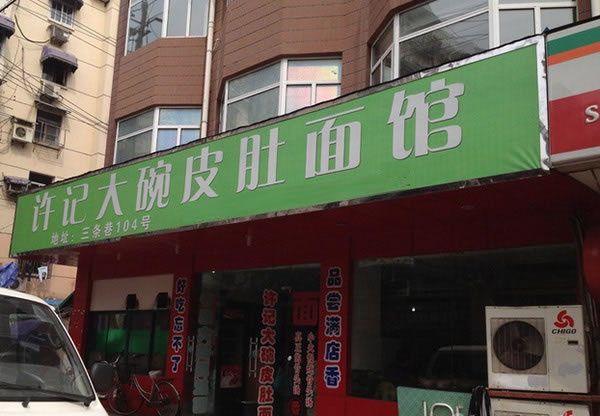 许记大碗皮肚面馆
地址：三条巷104号
S
好吃忘不了
许记大碗皮肚面
品尝满店香
CHIGO